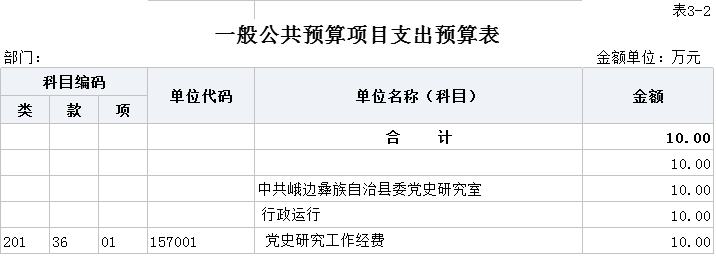 表3-2
一般公共预算项目支出预算表
部门： 金额单位：万元
科目编码 单位代码 单位名称（科目） 金额
类 款 项
合 计 10.00
10.00
中共峨边彝族自治县委党史研究室 10.00
行政运行 10.00
201 36 01 157001 党史研究工作经费 10.00